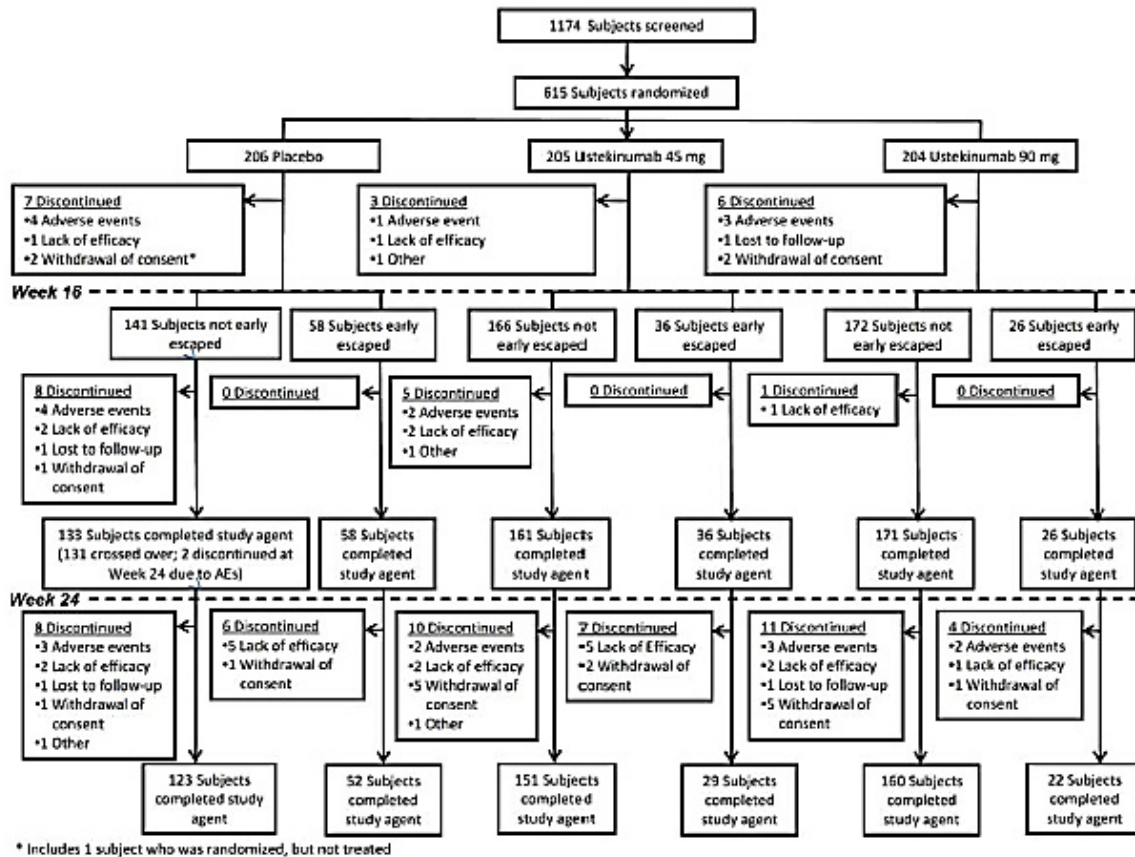 1174 Subjects screened
615 Subjects randomized
206 Placebo
205 Ustekinumab 45 mg
204 Ustekinumab 90 mg
7 Discontinued
•4 Adverse events
•1 Lack of efficacy
•2 Withdrawal of consent*
3 Discontinued
•1 Adverse event
•1 Lack of efficacy
•1 Other
6 Discontinued
•3 Adverse events
•1 Lost to follow-up
•2 Withdrawal of consent
Week 16
141 Subjects not early
escaped
58 Subjects early
escaped
166 Subjects not early
escaped
36 Subjects early
escaped
172 Subjects not early
escaped
26 Subjects early
escaped
8 Discontinued
•4 Adverse events
•2 Lack of efficacy
•1 Lost to follow-up
•1 Withdrawal of
consent
0 Discontinued
5 Discontinued
•2 Adverse events
•2 Lack of efficacy
•1 Other
0 Discontinued
1 Discontinued
•1 Lack of efficacy
0 Discontinued
133 Subjects completed study agent
(131 crossed over; 2 discontinued at
Week 24 due to AEs)
58 Subjects
completed
study agent
161 Subjects
completed
study agent
36 Subjects
completed
study agent
171 Subjects
completed
study agent
26 Subjects
completed
study agent
Week 24
8 Discontinued
•3 Adverse events
•2 Lack of efficacy
•1 Lost to follow-up
•1 Withdrawal of
consent
•1 Other
6 Discontinued
•5 Lack of efficacy
•1 Withdrawal of
consent
10 Discontinued
•2 Adverse events
•2 Lack of efficacy
•5 Withdrawal of
consent
•1 Other
7 Discontinued
•5 Lack of Efficacy
•2 Withdrawal of
consent
11 Discontinued
•3 Adverse events
•2 Lack of efficacy
•1 Lost to follow-up
•5 Withdrawal of
consent
4 Discontinued
•2 Adverse events
•1 Lack of efficacy
•1 Withdrawal of
consent
123 Subjects
completed study
agent
52 Subjects
completed
study agent
151 Subjects
completed
study agent
29 Subjects
completed
study agent
160 Subjects
completed
study agent
22 Subjects
completed
study agent
* Includes 1 subject who was randomized, but not treated